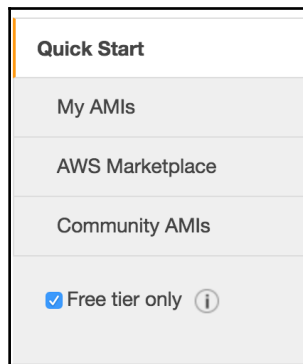 Quick Start
My AMIs
AWS Marketplace
Community AMIs
Free tier only